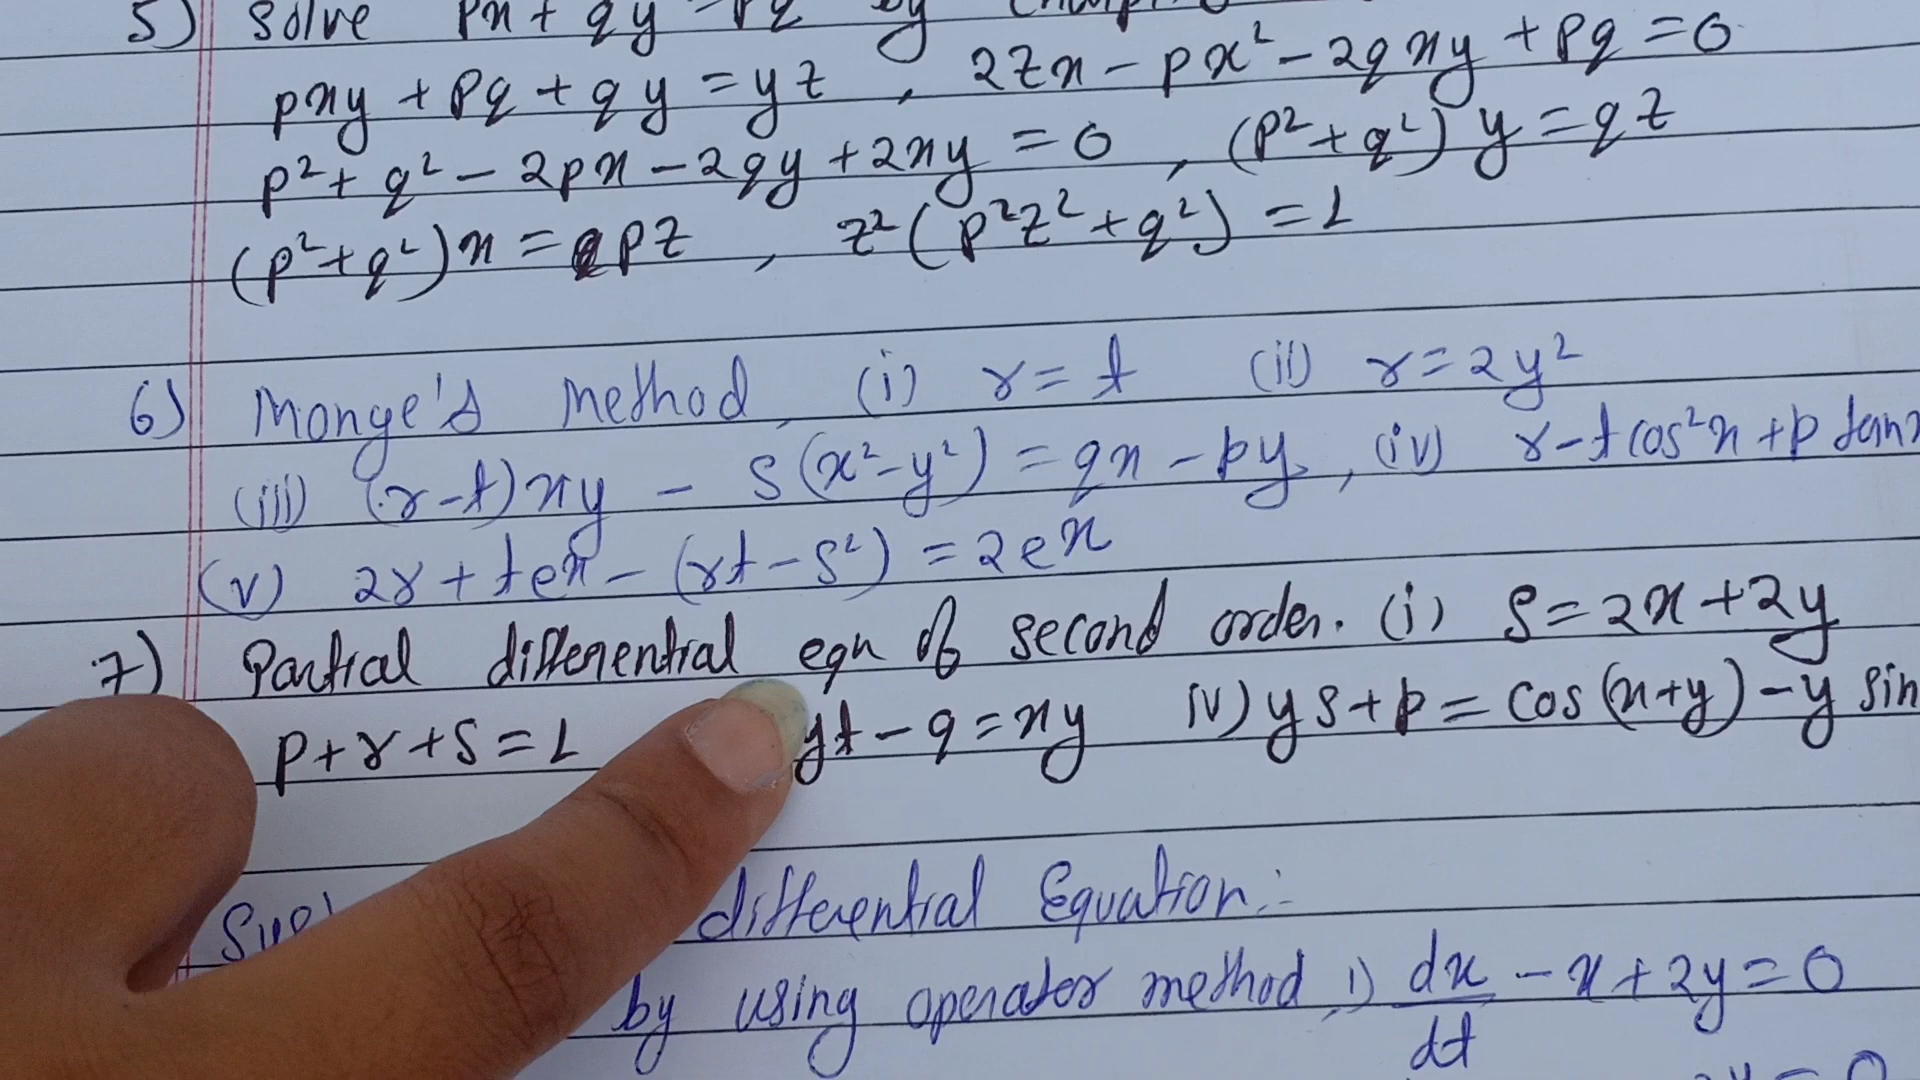 5) Solve px + qy = pq by
pxy + pq + qy = yz , 2zx - px² - 2qxy + pq = 0
p² + q² - 2px - 2qy + 2xy = 0 , (p² + q²) y = qz
(p² + q²) x = pz , z² (p²z² + q²) = 1
6) Monge's Method, (i) r = t (ii) r = 2y²
(iii) (r-t)xy - s(x²-y²) = qx - py, (iv) r - t cos²x + p tanx
(v) 2r + te^x - (rt - s²) = 2e^x
7) Partial differential eqn of second order. (i) s = 2x + 2y
p + r + s = 1 yt - q = xy iv) ys + p = cos(x+y) - y sin
differential Equation:-
by using operator method, 1) dx/dt - x + 2y = 0